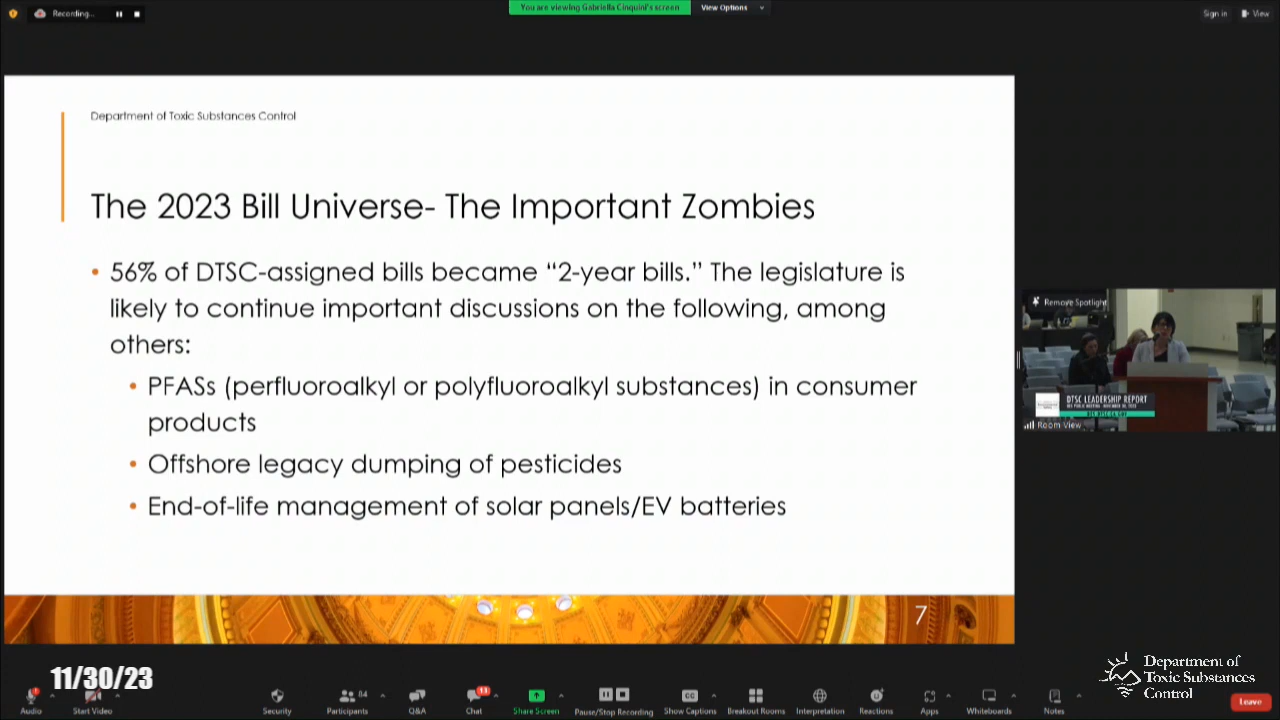 Recording...
You are viewing Gabriella Cinquini's screen
View Options
Sign in
View
Department of Toxic Substances Control
The 2023 Bill Universe- The Important Zombies
• 56% of DTSC-assigned bills became “2-year bills.” The legislature is
likely to continue important discussions on the following, among
others:
• PFASs (perfluoroalkyl or polyfluoroalkyl substances) in consumer
products
• Offshore legacy dumping of pesticides
• End-of-life management of solar panels/EV batteries
7
Remove Spotlight
DTSC LEADERSHIP REPORT
Room View
11/30/23
Department of
Toxic Substances
Control
Audio
Start Video
Security
Participants
84
Q&A
Chat
Share Screen
Pause/Stop Recording
CC
Show Captions
Breakout Rooms
Interpretation
Reactions
Apps
Whiteboards
Notes
Leave